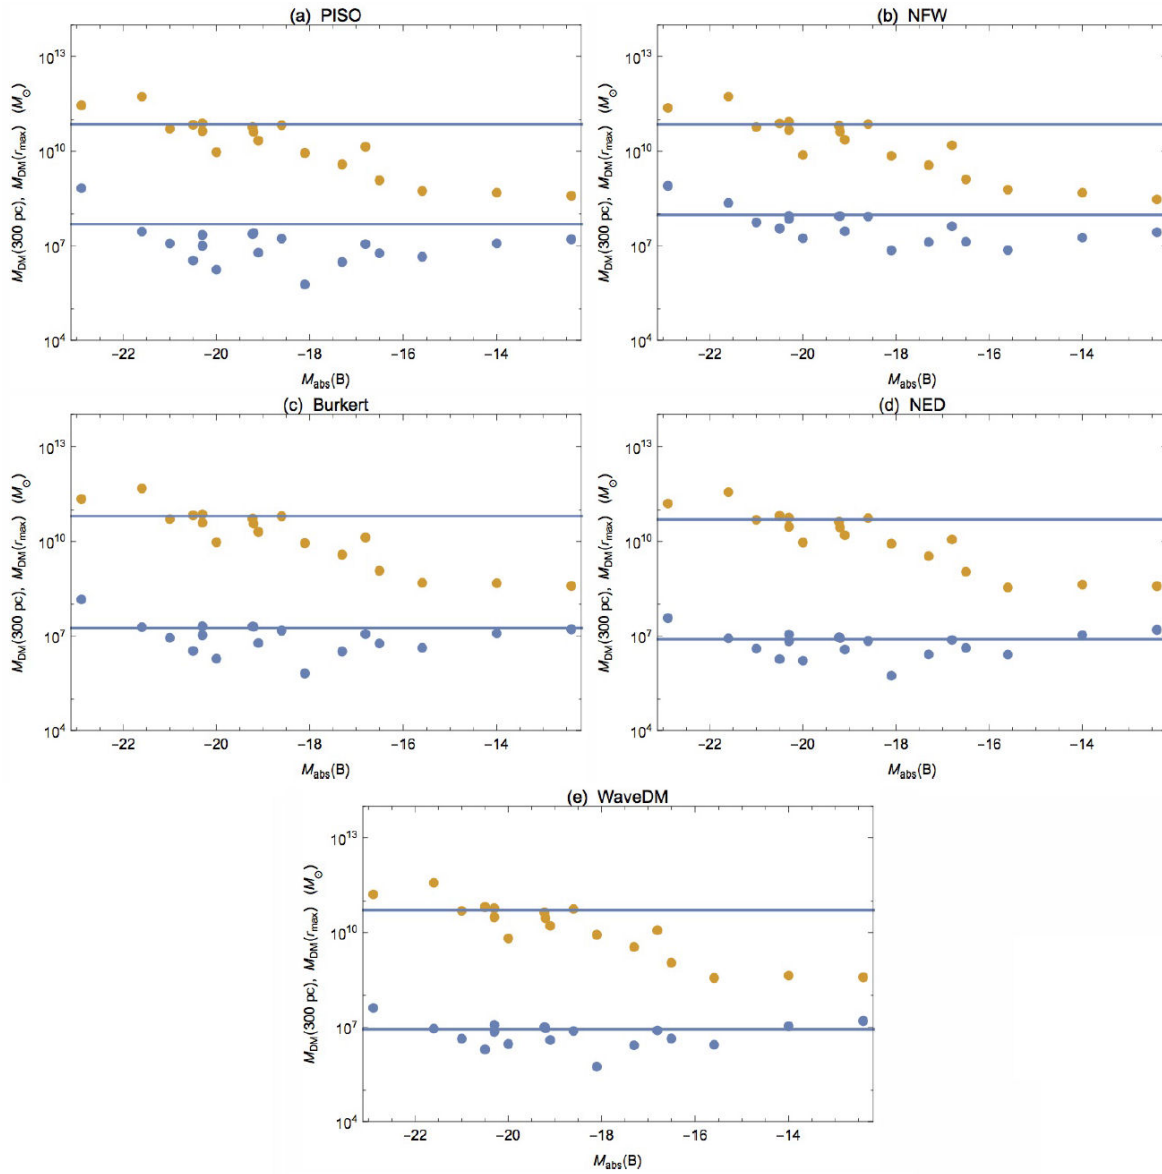 (a) PISO
M_DM(300 pc), M_DM(r_max) (M_⊙)
10^13
10^10
10^7
10^4
−22 −20 −18 −16 −14
M_abs(B)
(b) NFW
M_DM(300 pc), M_DM(r_max) (M_⊙)
10^13
10^10
10^7
10^4
−22 −20 −18 −16 −14
M_abs(B)
(c) Burkert
M_DM(300 pc), M_DM(r_max) (M_⊙)
10^13
10^10
10^7
10^4
−22 −20 −18 −16 −14
M_abs(B)
(d) NED
M_DM(300 pc), M_DM(r_max) (M_⊙)
10^13
10^10
10^7
10^4
−22 −20 −18 −16 −14
M_abs(B)
(e) WaveDM
M_DM(300 pc), M_DM(r_max) (M_⊙)
10^13
10^10
10^7
10^4
−22 −20 −18 −16 −14
M_abs(B)